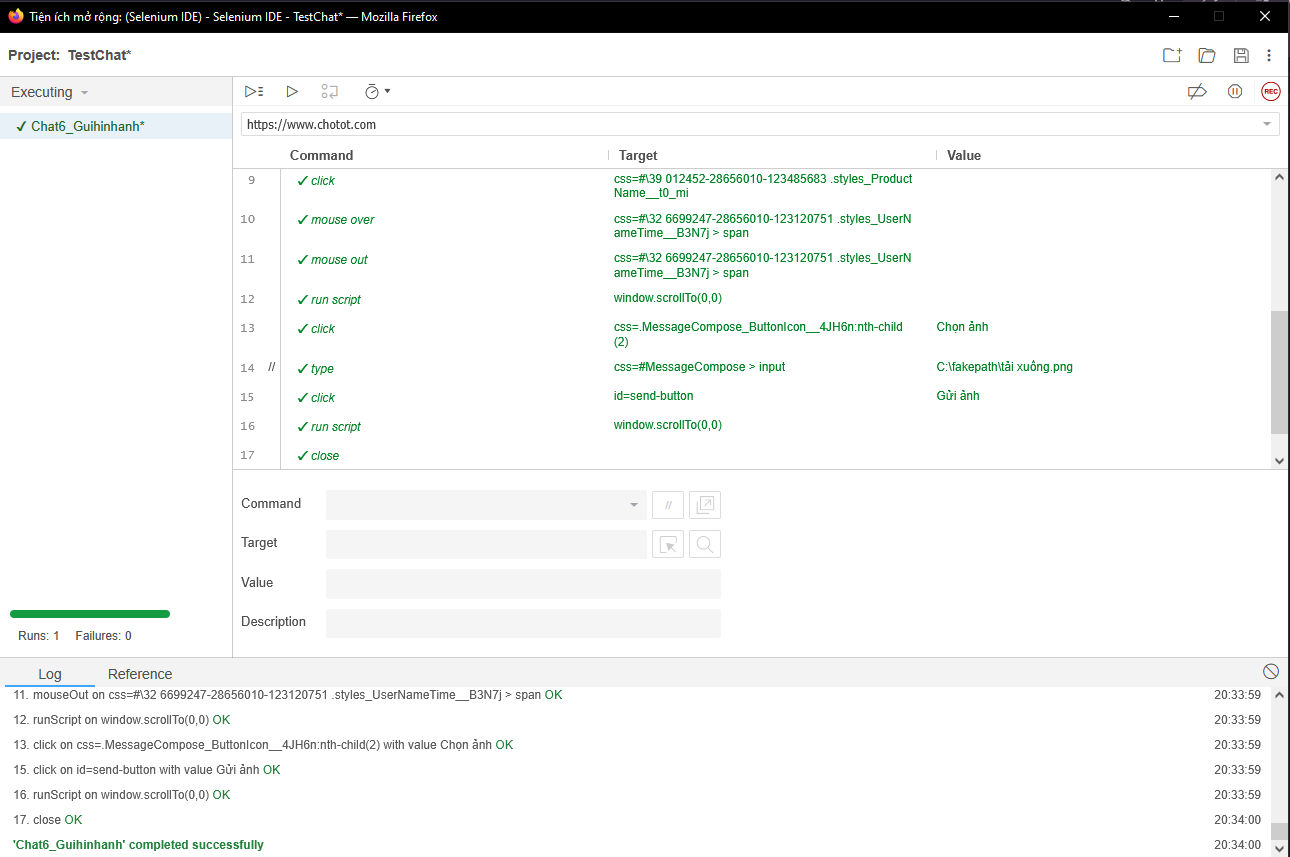 Tiện ích mở rộng: (Selenium IDE) - Selenium IDE - TestChat* — Mozilla Firefox
Project: TestChat*
Executing
✓ Chat6_Guihinhanh*
https://www.chotot.com
Command Target Value
9 ✓ click css=#\39 012452-28656010-123485683 .styles_Product
Name__t0_mi
10 ✓ mouse over css=#\32 6699247-28656010-123120751 .styles_UserN
ameTime__B3N7j > span
11 ✓ mouse out css=#\32 6699247-28656010-123120751 .styles_UserN
ameTime__B3N7j > span
12 ✓ run script window.scrollTo(0,0)
13 ✓ click css=.MessageCompose_ButtonIcon__4JH6n:nth-child Chọn ảnh
(2)
14 // ✓ type css=#MessageCompose > input C:\fakepath\tải xuống.png
15 ✓ click id=send-button Gửi ảnh
16 ✓ run script window.scrollTo(0,0)
17 ✓ close
Command //
Target
Value
Description
Runs: 1 Failures: 0
Log Reference
11. mouseOut on css=#\32 6699247-28656010-123120751 .styles_UserNameTime__B3N7j > span OK 20:33:59
12. runScript on window.scrollTo(0,0) OK 20:33:59
13. click on css=.MessageCompose_ButtonIcon__4JH6n:nth-child(2) with value Chọn ảnh OK 20:33:59
15. click on id=send-button with value Gửi ảnh OK 20:33:59
16. runScript on window.scrollTo(0,0) OK 20:33:59
17. close OK 20:34:00
'Chat6_Guihinhanh' completed successfully 20:34:00
REC